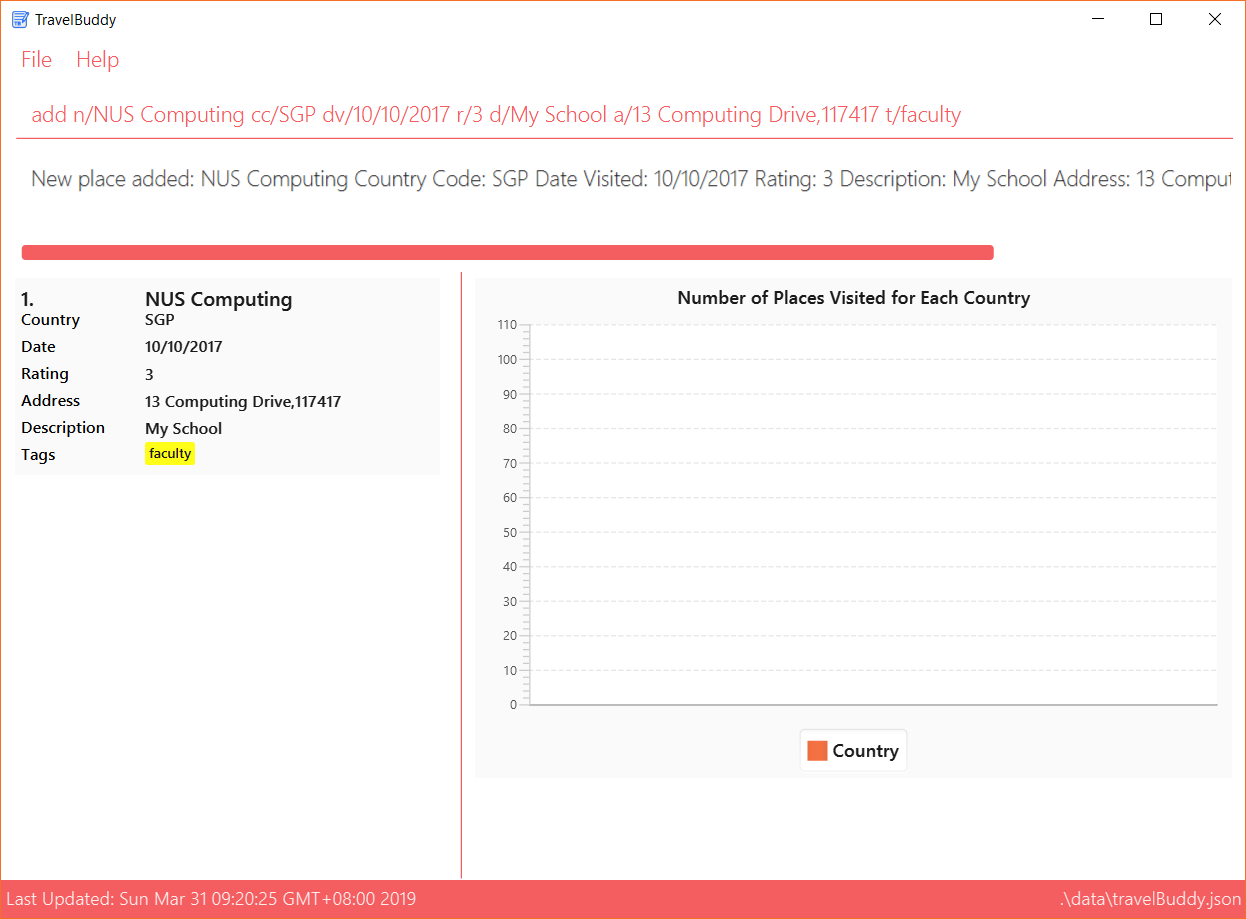 TravelBuddy
File Help
add n/NUS Computing cc/SGP dv/10/10/2017 r/3 d/My School a/13 Computing Drive,117417 t/faculty
New place added: NUS Computing Country Code: SGP Date Visited: 10/10/2017 Rating: 3 Description: My School Address: 13 Comput
1. NUS Computing
Country SGP
Date 10/10/2017
Rating 3
Address 13 Computing Drive,117417
Description My School
Tags faculty
Number of Places Visited for Each Country
110
100
90
80
70
60
50
40
30
20
10
0
Country
Last Updated: Sun Mar 31 09:20:25 GMT+08:00 2019 .\data\travelBuddy.json